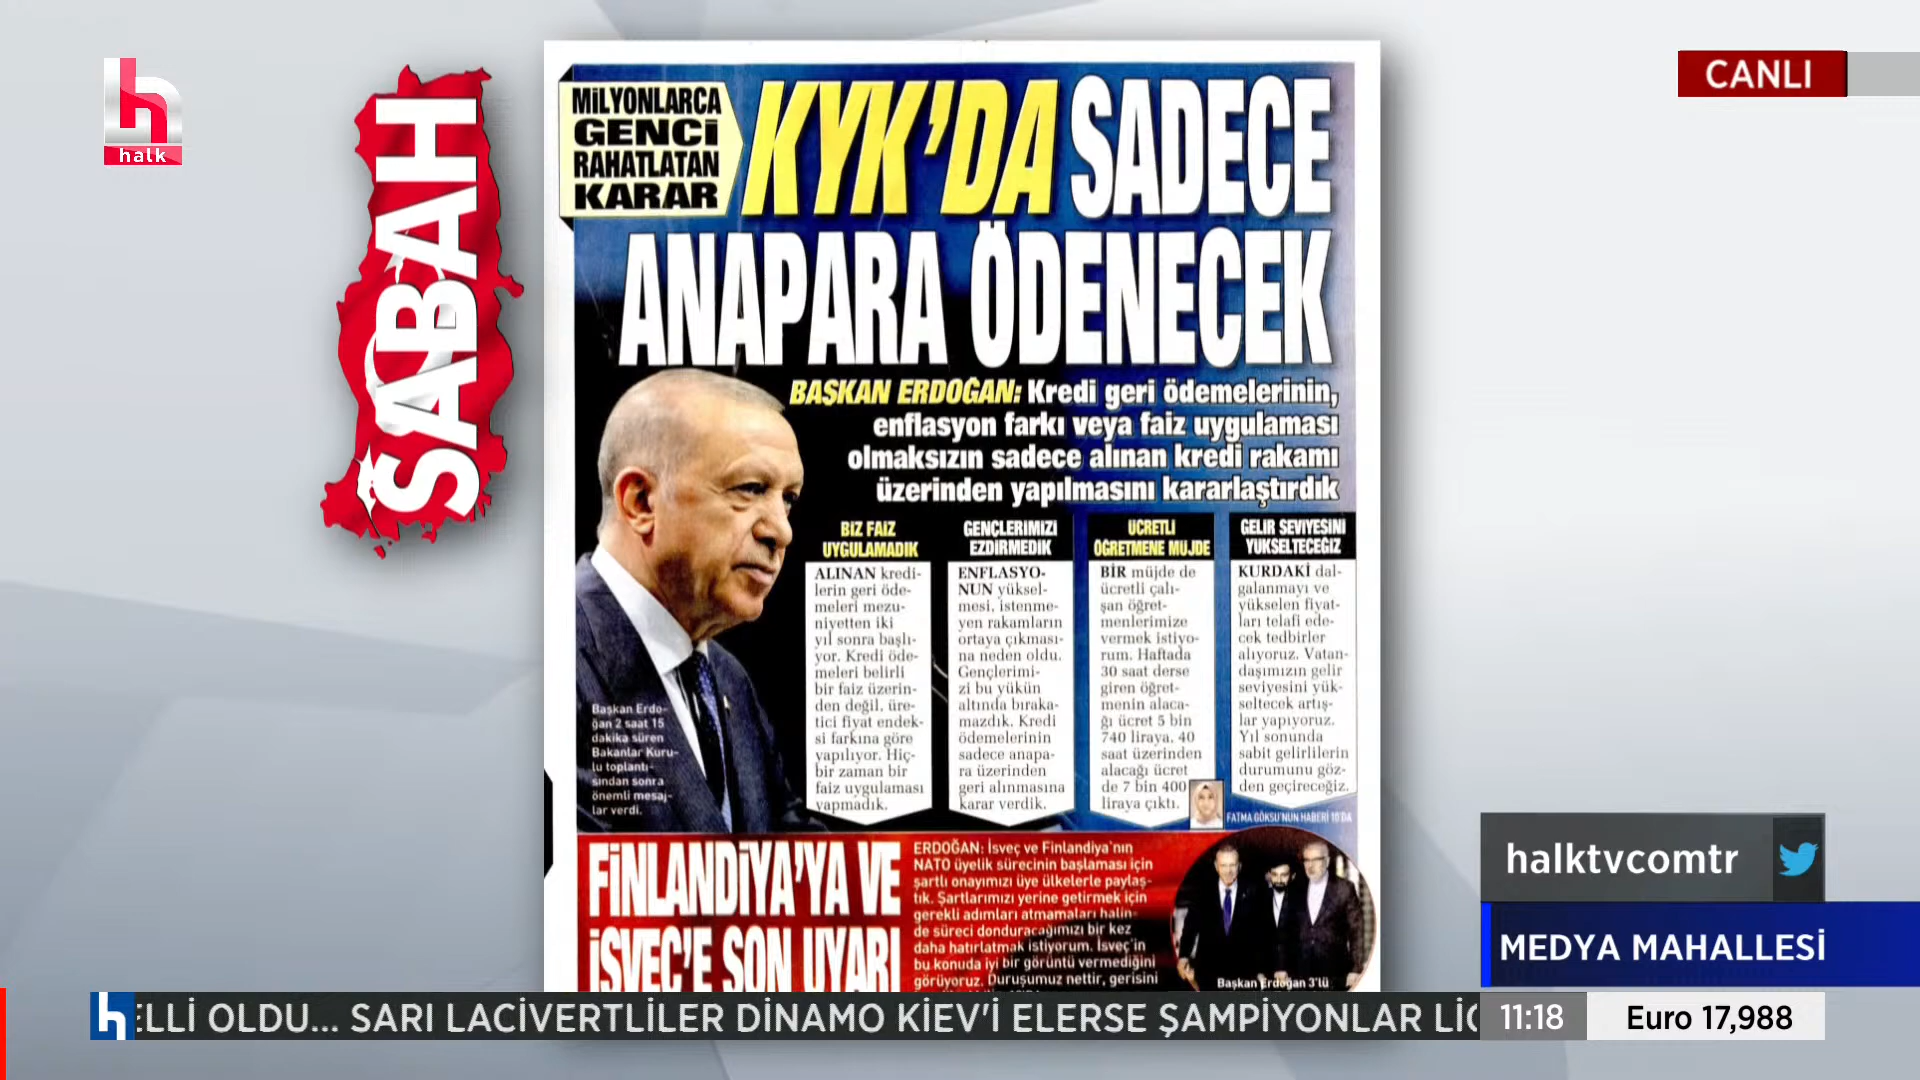 h
halk
SABAH
CANLI
MİLYONLARCA
GENCİ
RAHATLATAN
KARAR
KYK'DA SADECE
ANAPARA ÖDENECEK
BAŞKAN ERDOĞAN: Kredi geri ödemelerinin,
enflasyon farkı veya faiz uygulaması
olmaksızın sadece alınan kredi rakamı
üzerinden yapılmasını kararlaştırdık
BİZ FAİZ
UYGULAMADIK
ALINAN kredi-
lerin geri öde-
meleri mezu-
niyetten iki
yıl sonra başlı-
yor. Kredi öde-
meleri belirli
bir faiz üzerin-
den değil, üre-
tici fiyat endek-
si farkına göre
yapılıyor. Hiç-
bir zaman bir
faiz uygulaması
yapmadık.
GENÇLERİMİZİ
EZDİRMEDİK
ENFLASYO-
NUN yüksel-
mesi, istenme-
yen rakamların
ortaya çıkması-
na neden oldu.
Gençlerimi-
zi bu yükün
altında bıraka-
mazdık. Kredi
ödemelerinin
sadece anapa-
ra üzerinden
geri alınmasına
karar verdik.
ÜCRETLİ
ÖĞRETMENE MÜJDE
BİR müjde de
ücretli çalı-
şan öğret-
menlerimize
vermek istiyo-
rum. Haftada
30 saat derse
giren öğret-
menin alaca-
ğı ücret 5 bin
740 liraya, 40
saat üzerinden
alacağı ücret
de 7 bin 400
liraya çıktı.
GELİR SEVİYESİNİ
YÜKSELTECEĞİZ
KURDAKİ dal-
galanmayı ve
yükselen fiyat-
ları telafi ede-
cek tedbirler
alıyoruz. Vatan-
daşımızın gelir
seviyesini yük-
seltecek artış-
lar yapıyoruz.
Yıl sonunda
sabit gelirlilerin
durumunu göz-
den geçireceğiz.
FATMA GÖKSU'NUN HABERİ 10'DA
Başkan Erdo-
ğan 2 saat 15
dakika süren
Bakanlar Kuru-
lu toplantı-
sından sonra
önemli mesaj-
lar verdi.
FİNLANDİYA'YA VE
İSVEÇ'E SON UYARI
ERDOĞAN: İsveç ve Finlandiya'nın
NATO üyelik sürecinin başlaması için
şartlı onayımızı üye ülkelerle paylaş-
tık. Şartlarımızı yerine getirmek için
gerekli adımları atmamaları halin-
de süreci donduracağımızı bir kez
daha hatırlatmak istiyorum. İsveç'in
bu konuda iyi bir görüntü vermediğini
görüyoruz. Duruşumuz nettir, gerisini
Başkan Erdoğan 3'lü
halktvcomtr
MEDYA MAHALLESİ
h
ELLİ OLDU... SARI LACİVERTLİLER DİNAMO KİEV'İ ELERSE ŞAMPİYONLAR LİG
11:18
Euro 17,988